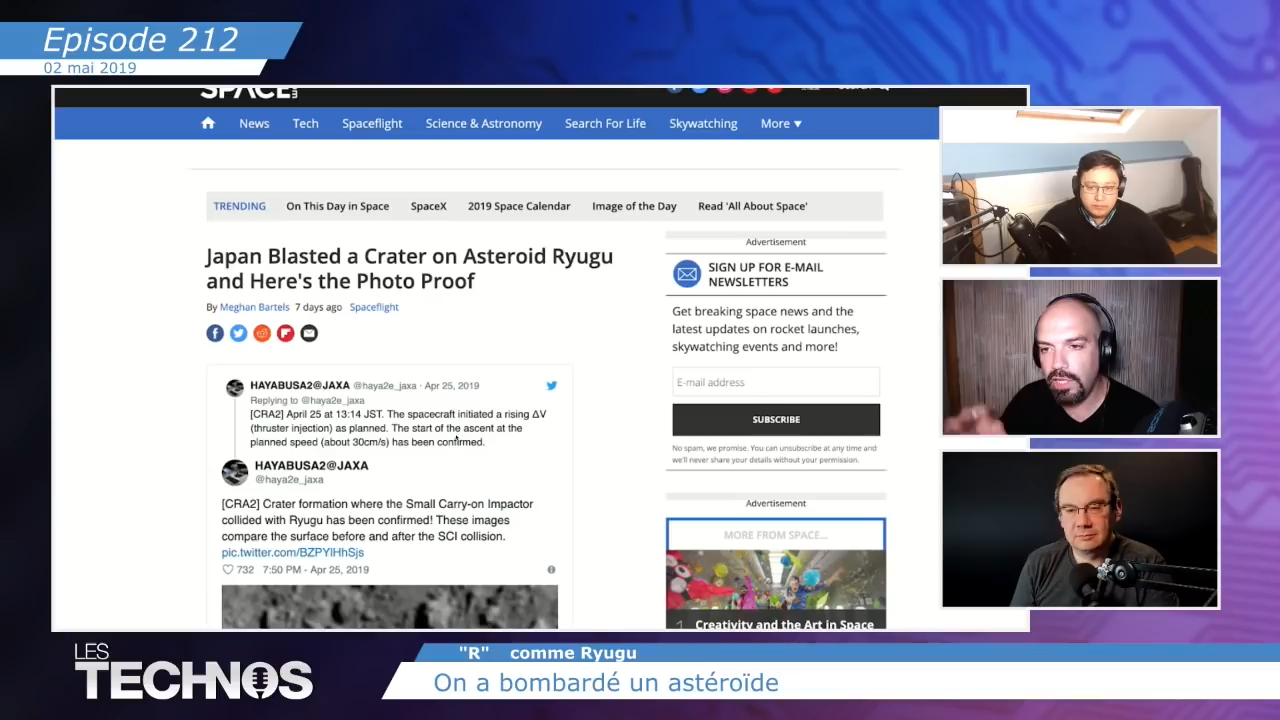 Episode 212
02 mai 2019
SPACE
News Tech Spaceflight Science & Astronomy Search For Life Skywatching More
TRENDING On This Day in Space SpaceX 2019 Space Calendar Image of the Day Read 'All About Space'
Japan Blasted a Crater on Asteroid Ryugu
and Here's the Photo Proof
By Meghan Bartels 7 days ago Spaceflight
HAYABUSA2@JAXA @haya2e_jaxa · Apr 25, 2019
Replying to @haya2e_jaxa
[CRA2] April 25 at 13:14 JST. The spacecraft initiated a rising ΔV
(thruster injection) as planned. The start of the ascent at the
planned speed (about 30cm/s) has been confirmed.
HAYABUSA2@JAXA
@haya2e_jaxa
[CRA2] Crater formation where the Small Carry-on Impactor
collided with Ryugu has been confirmed! These images
compare the surface before and after the SCI collision.
pic.twitter.com/BZPYlHhSjs
732 7:50 PM - Apr 25, 2019
Advertisement
SIGN UP FOR E-MAIL
NEWSLETTERS
Get breaking space news and the
latest updates on rocket launches,
skywatching events and more!
E-mail address
SUBSCRIBE
No spam, we promise. You can unsubscribe at any time and
we'll never share your details without your permission.
Advertisement
MORE FROM SPACE...
1 Creativity and the Art in Space
LES
TECHNOS
"R" comme Ryugu
On a bombardé un astéroïde